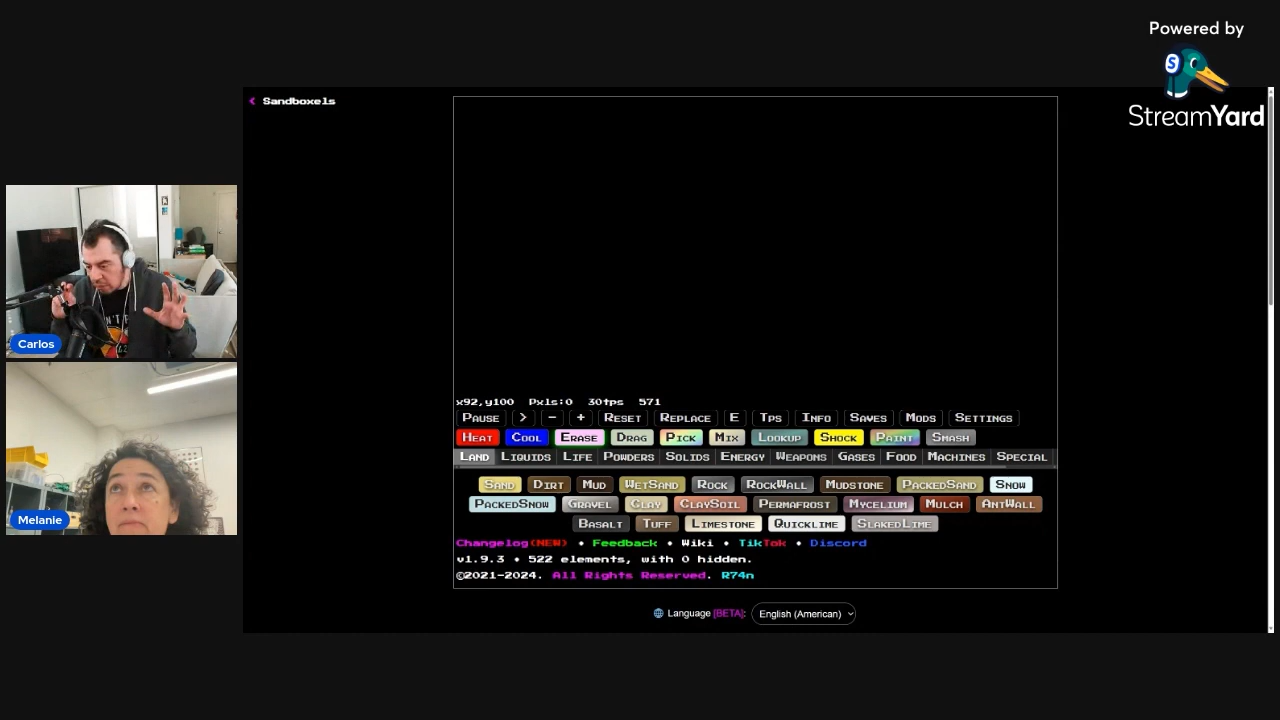 Powered by
StreamYard
Sandboxels
x92,y100 Pxls:0 30tps 571
PAUSE > - + RESET REPLACE E TPS INFO SAVES MODS SETTINGS
HEAT COOL ERASE DRAG PICK MIX LOOKUP SHOCK PAINT SMASH
LAND LIQUIDS LIFE POWDERS SOLIDS ENERGY WEAPONS GASES FOOD MACHINES SPECIAL
SAND DIRT MUD WETSAND ROCK ROCKWALL MUDSTONE PACKEDSAND SNOW
PACKEDSNOW GRAVEL CLAY CLAYSOIL PERMAFROST MYCELIUM MULCH ANTWALL
BASALT TUFF LIMESTONE QUICKLIME SLAKEDLIME
Changelog(NEW) • Feedback • Wiki • TikTok • Discord
v1.9.3 • 522 elements, with 0 hidden.
©2021-2024. All Rights Reserved. R74n
Language [BETA]: English (American)
Carlos
Melanie